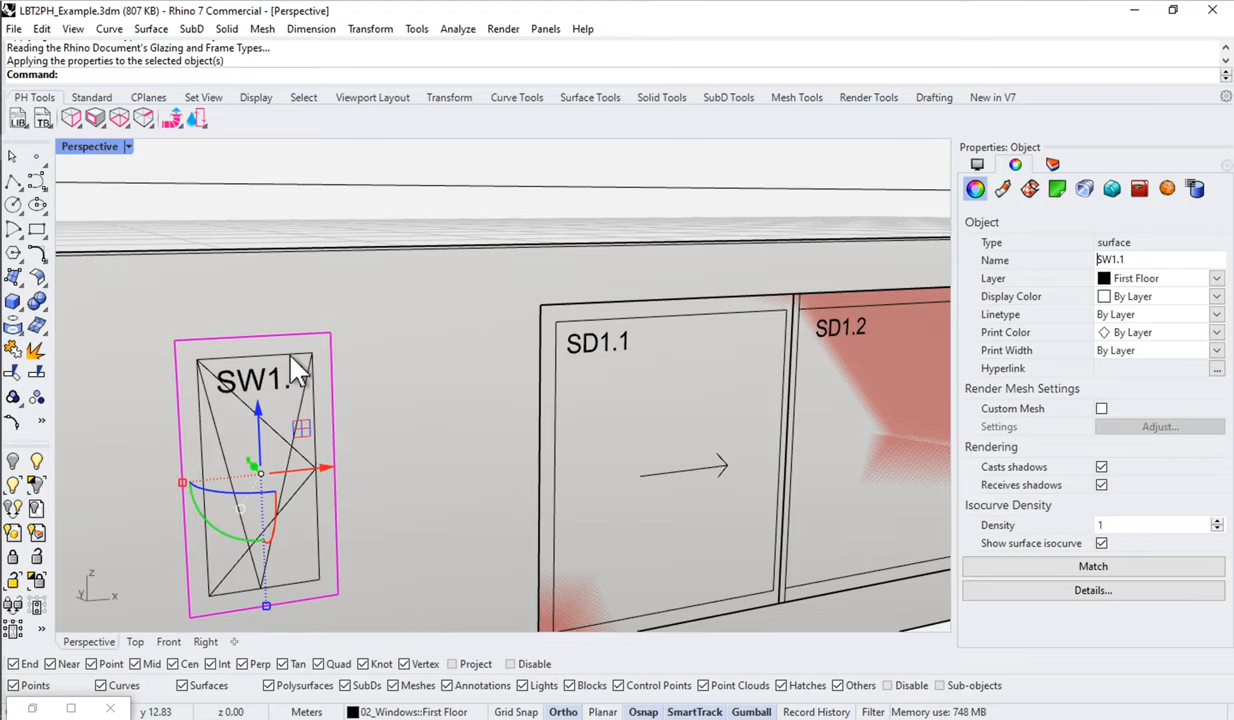 LBT2PH_Example.3dm (807 KB) - Rhino 7 Commercial - [Perspective]
File Edit View Curve Surface SubD Solid Mesh Dimension Transform Tools Analyze Render Panels Help
Reading the Rhino Document's Glazing and Frame Types...
Applying the properties to the selected object(s)
Command:
PH Tools Standard CPlanes Set View Display Select Viewport Layout Transform Curve Tools Surface Tools Solid Tools SubD Tools Mesh Tools Render Tools Drafting New in V7
LIB TB
Perspective
Properties: Object
Object
Type surface
Name SW1.1
Layer First Floor
Display Color By Layer
Linetype By Layer
Print Color By Layer
Print Width By Layer
Hyperlink ...
Render Mesh Settings
Custom Mesh
Settings Adjust...
Rendering
Casts shadows
Receives shadows
Isocurve Density
Density 1
Show surface isocurve
Match
Details...
SD1.1
SD1.2
SW1.
z
y x
Perspective Top Front Right
End Near Point Mid Cen Int Perp Tan Quad Knot Vertex Project Disable
Points Curves Surfaces Polysurfaces SubDs Meshes Annotations Lights Blocks Control Points Point Clouds Hatches Others Disable Sub-objects
y 12.83 z 0.00 Meters 02_Windows::First Floor Grid Snap Ortho Planar Osnap SmartTrack Gumball Record History Filter Memory use: 748 MB